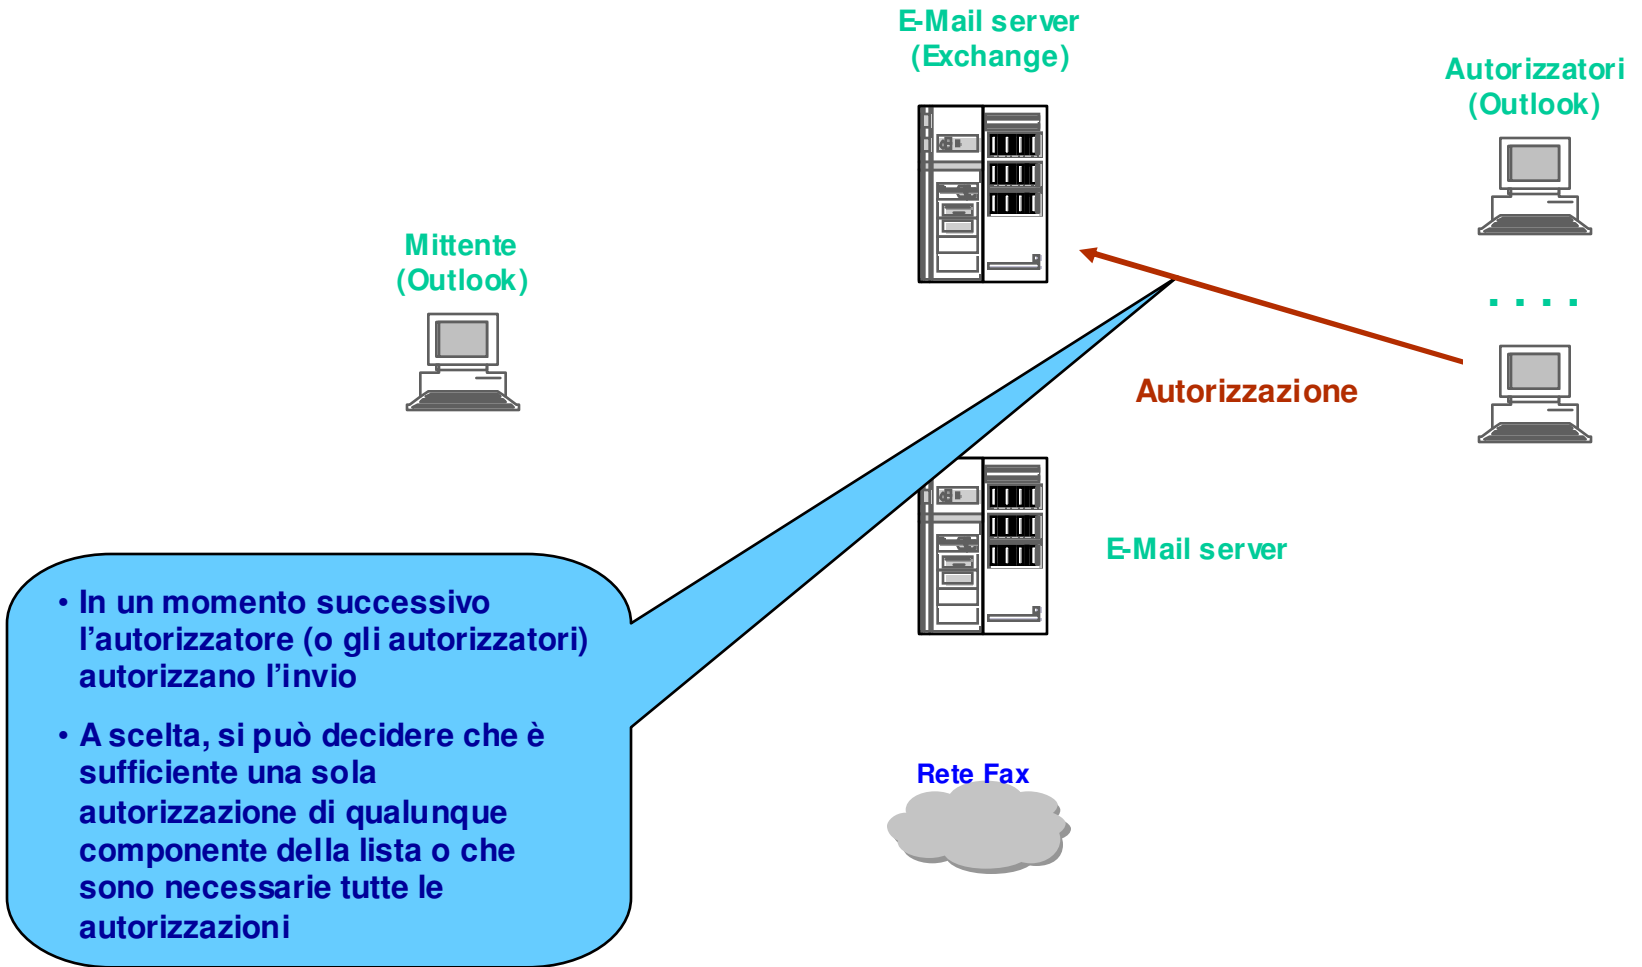 E-Mail server
(Exchange)
Autorizzatori
(Outlook)
Mittente
(Outlook)
. . . .
Autorizzazione
E-Mail server
• In un momento successivo
l’autorizzatore (o gli autorizzatori)
autorizzano l’invio
• A scelta, si può decidere che è
sufficiente una sola
autorizzazione di qualunque
componente della lista o che
sono necessarie tutte le
autorizzazioni
Rete Fax